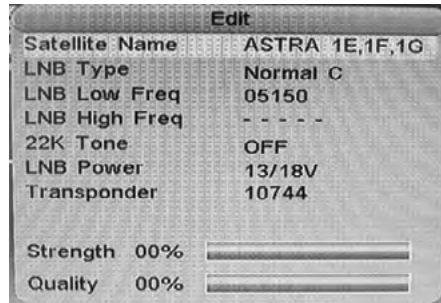 Edit
Satellite Name ASTRA 1E,1F,1G
LNB Type Normal C
LNB Low Freq 05150
LNB High Freq - - - - -
22K Tone OFF
LNB Power 13/18V
Transponder 10744
Strength 00%
Quality 00%